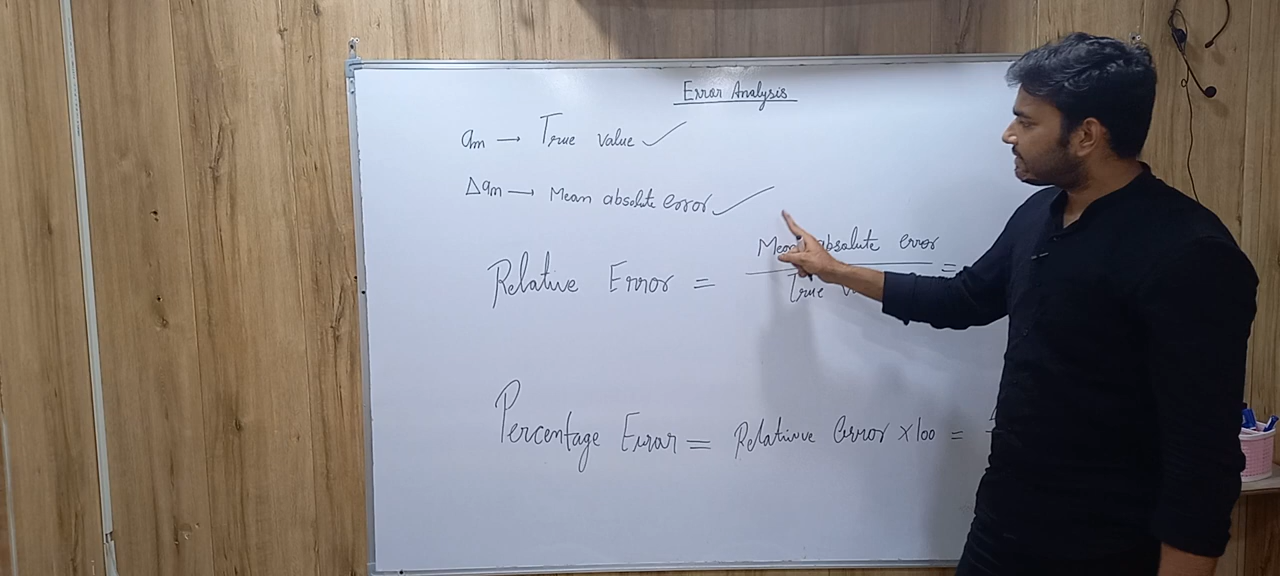 Error Analysis
am → True value ✓
Δam → Mean absolute error ✓
Relative Error = Mean absolute error =
True
Percentage Error = Relative Error × 100 =